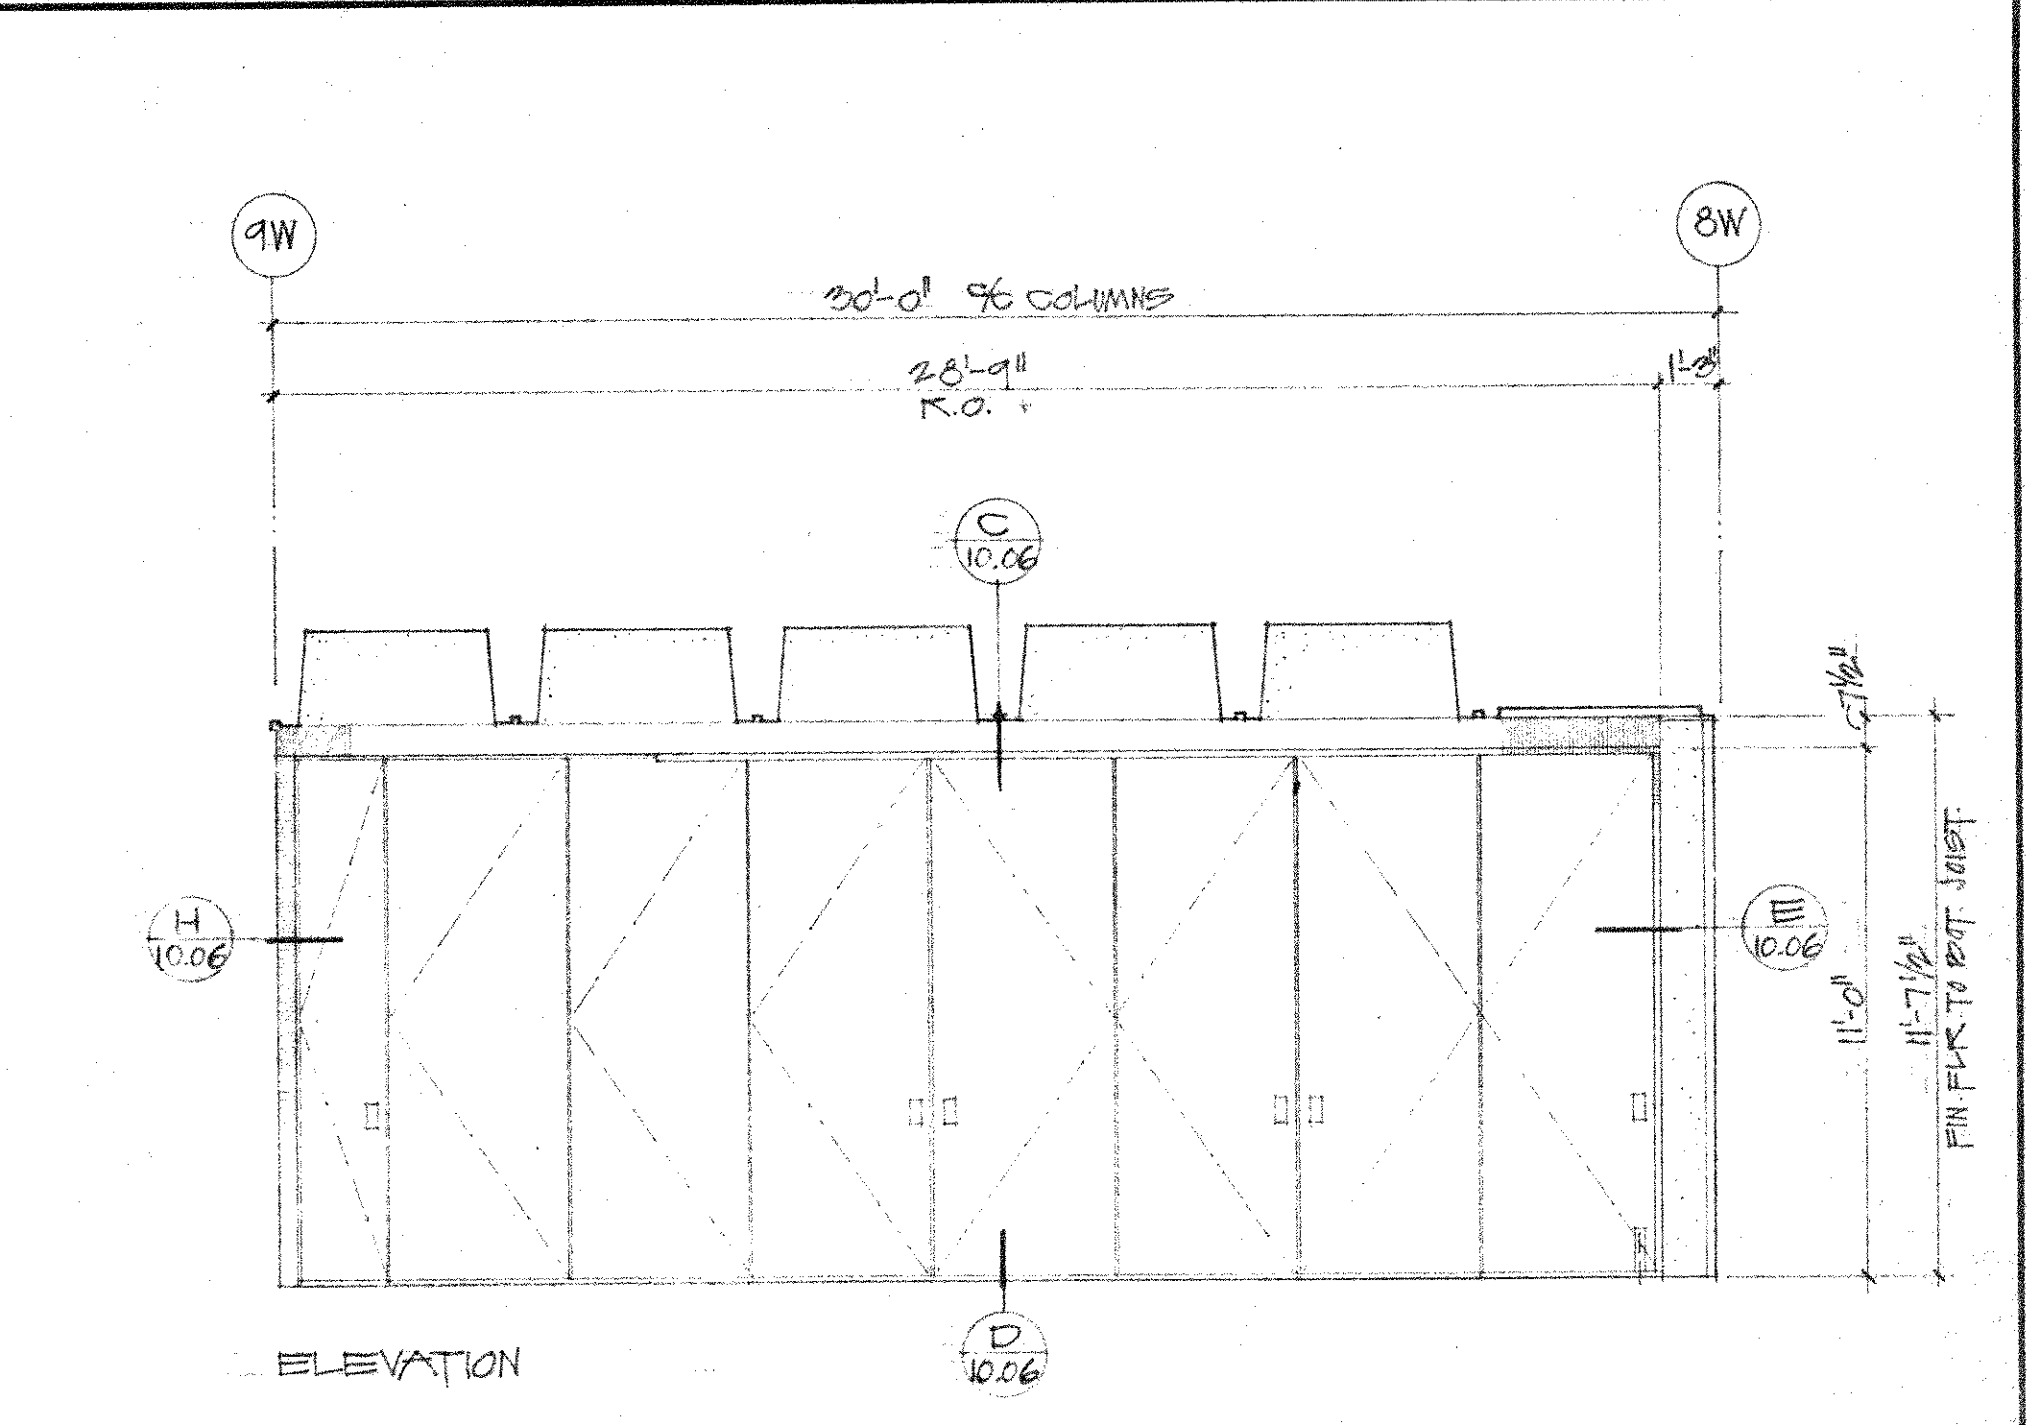 9W
8W
30'-0" ℄ COLUMNS
28'-9"
R.O.
1'-3"
C
10.06
7 1/2"
H
10.06
E
10.06
11'-0"
11'-7 1/2"
FIN. FLR. TO BOT. JOIST
D
10.06
ELEVATION